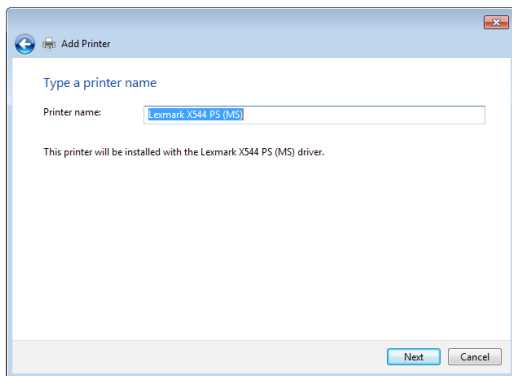 Add Printer
Type a printer name
Printer name: Lexmark X544 PS (MS)
This printer will be installed with the Lexmark X544 PS (MS) driver.
Next Cancel